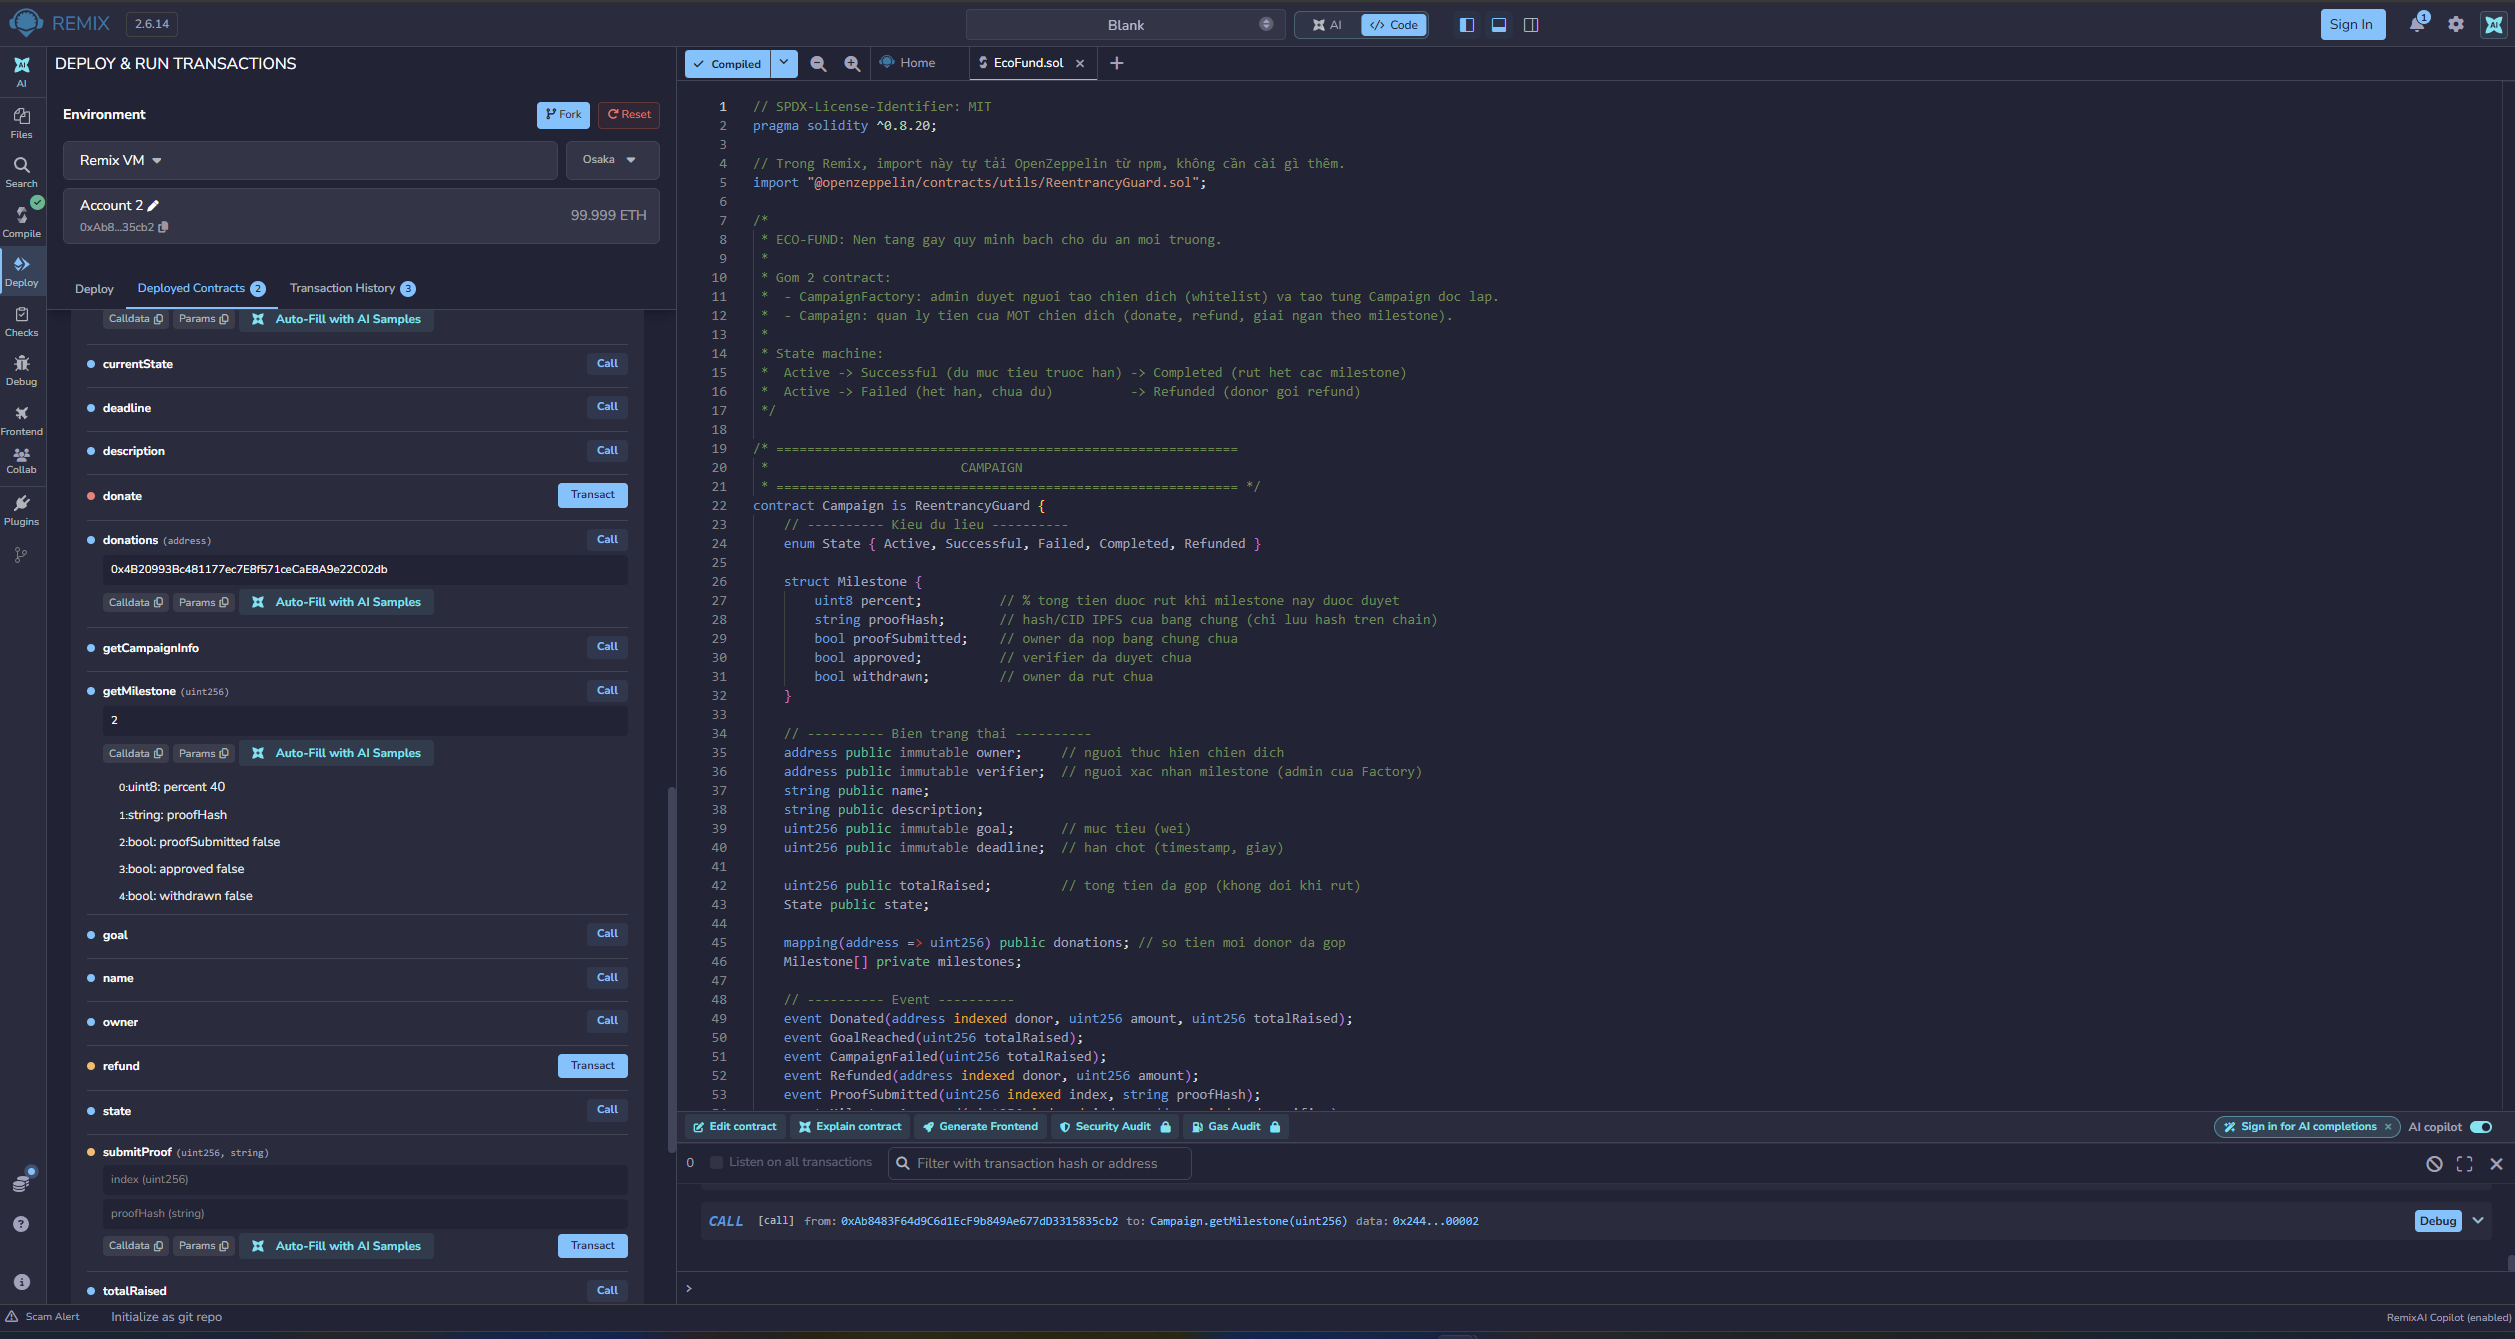 REMIX 2.6.14
Blank
AI
Code
Sign In
1
DEPLOY & RUN TRANSACTIONS
AI
Files
Search
Compile
Deploy
Checks
Debug
Frontend
Collab
Plugins
Environment
Fork
Reset
Remix VM
Osaka
Account 2
0xAb8...35cb2
99.999 ETH
Deploy
Deployed Contracts 2
Transaction History 3
Calldata Params Auto-Fill with AI Samples
currentState Call
deadline Call
description Call
donate Transact
donations (address) Call
0x4B20993Bc481177ec7E8f571ceCaE8A9e22C02db
Calldata Params Auto-Fill with AI Samples
getCampaignInfo Call
getMilestone (uint256) Call
2
Calldata Params Auto-Fill with AI Samples
0:uint8: percent 40
1:string: proofHash
2:bool: proofSubmitted false
3:bool: approved false
4:bool: withdrawn false
goal Call
name Call
owner Call
refund Transact
state Call
submitProof (uint256, string)
index (uint256)
proofHash (string)
Calldata Params Auto-Fill with AI Samples Transact
totalRaised Call
Compiled
Home
EcoFund.sol
1 // SPDX-License-Identifier: MIT
2 pragma solidity ^0.8.20;
3
4 // Trong Remix, import này tự tải OpenZeppelin từ npm, không cần cài gì thêm.
5 import "@openzeppelin/contracts/utils/ReentrancyGuard.sol";
6
7 /*
8 * ECO-FUND: Nen tang gay quy minh bach cho du an moi truong.
9 *
10 * Gom 2 contract:
11 * - CampaignFactory: admin duyet nguoi tao chien dich (whitelist) va tao tung Campaign doc lap.
12 * - Campaign: quan ly tien cua MOT chien dich (donate, refund, giai ngan theo milestone).
13 *
14 * State machine:
15 * Active -> Successful (du muc tieu truoc han) -> Completed (rut het cac milestone)
16 * Active -> Failed (het han, chua du) -> Refunded (donor goi refund)
17 */
18
19 /* ============================================================
20 * CAMPAIGN
21 * ============================================================ */
22 contract Campaign is ReentrancyGuard {
23 // ---------- Kieu du lieu ----------
24 enum State { Active, Successful, Failed, Completed, Refunded }
25
26 struct Milestone {
27 uint8 percent; // % tong tien duoc rut khi milestone nay duoc duyet
28 string proofHash; // hash/CID IPFS cua bang chung (chi luu hash tren chain)
29 bool proofSubmitted; // owner da nop bang chung chua
30 bool approved; // verifier da duyet chua
31 bool withdrawn; // owner da rut chua
32 }
33
34 // ---------- Bien trang thai ----------
35 address public immutable owner; // nguoi thuc hien chien dich
36 address public immutable verifier; // nguoi xac nhan milestone (admin cua Factory)
37 string public name;
38 string public description;
39 uint256 public immutable goal; // muc tieu (wei)
40 uint256 public immutable deadline; // han chot (timestamp, giay)
41
42 uint256 public totalRaised; // tong tien da gop (khong doi khi rut)
43 State public state;
44
45 mapping(address => uint256) public donations; // so tien moi donor da gop
46 Milestone[] private milestones;
47
48 // ---------- Event ----------
49 event Donated(address indexed donor, uint256 amount, uint256 totalRaised);
50 event GoalReached(uint256 totalRaised);
51 event CampaignFailed(uint256 totalRaised);
52 event Refunded(address indexed donor, uint256 amount);
53 event ProofSubmitted(uint256 indexed index, string proofHash);
Edit contract
Explain contract
Generate Frontend
Security Audit
Gas Audit
Sign in for AI completions ×
AI copilot
0
Listen on all transactions
Filter with transaction hash or address
CALL [call] from: 0xAb8483F64d9C6d1EcF9b849Ae677dD3315835cb2 to: Campaign.getMilestone(uint256) data: 0x244...00002
Debug
>
Scam Alert
Initialize as git repo
RemixAI Copilot (enabled)